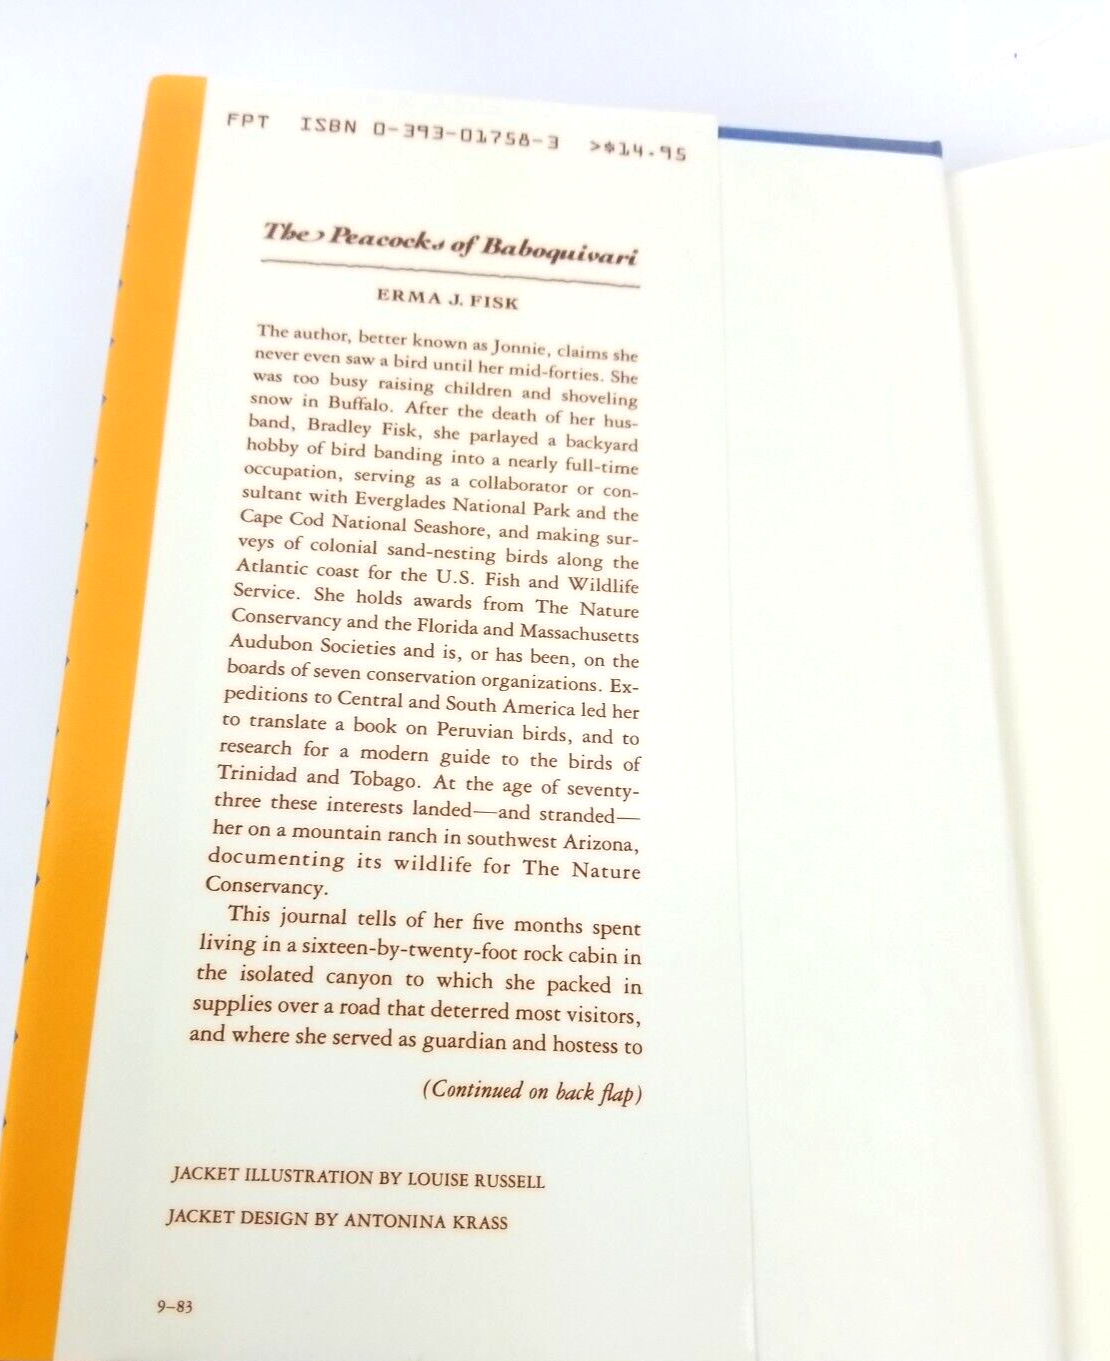 FPT ISBN 0-393-01758-3 >$14.95
The Peacocks of Baboquivari
ERMA J. FISK
The author, better known as Jonnie, claims she
never even saw a bird until her mid-forties. She
was too busy raising children and shoveling
snow in Buffalo. After the death of her hus-
band, Bradley Fisk, she parlayed a backyard
hobby of bird banding into a nearly full-time
occupation, serving as a collaborator or con-
sultant with Everglades National Park and the
Cape Cod National Seashore, and making sur-
veys of colonial sand-nesting birds along the
Atlantic coast for the U.S. Fish and Wildlife
Service. She holds awards from The Nature
Conservancy and the Florida and Massachusetts
Audubon Societies and is, or has been, on the
boards of seven conservation organizations. Ex-
peditions to Central and South America led her
to translate a book on Peruvian birds, and to
research for a modern guide to the birds of
Trinidad and Tobago. At the age of seventy-
three these interests landed—and stranded—
her on a mountain ranch in southwest Arizona,
documenting its wildlife for The Nature
Conservancy.
This journal tells of her five months spent
living in a sixteen-by-twenty-foot rock cabin in
the isolated canyon to which she packed in
supplies over a road that deterred most visitors,
and where she served as guardian and hostess to
(Continued on back flap)
JACKET ILLUSTRATION BY LOUISE RUSSELL
JACKET DESIGN BY ANTONINA KRASS
9–83